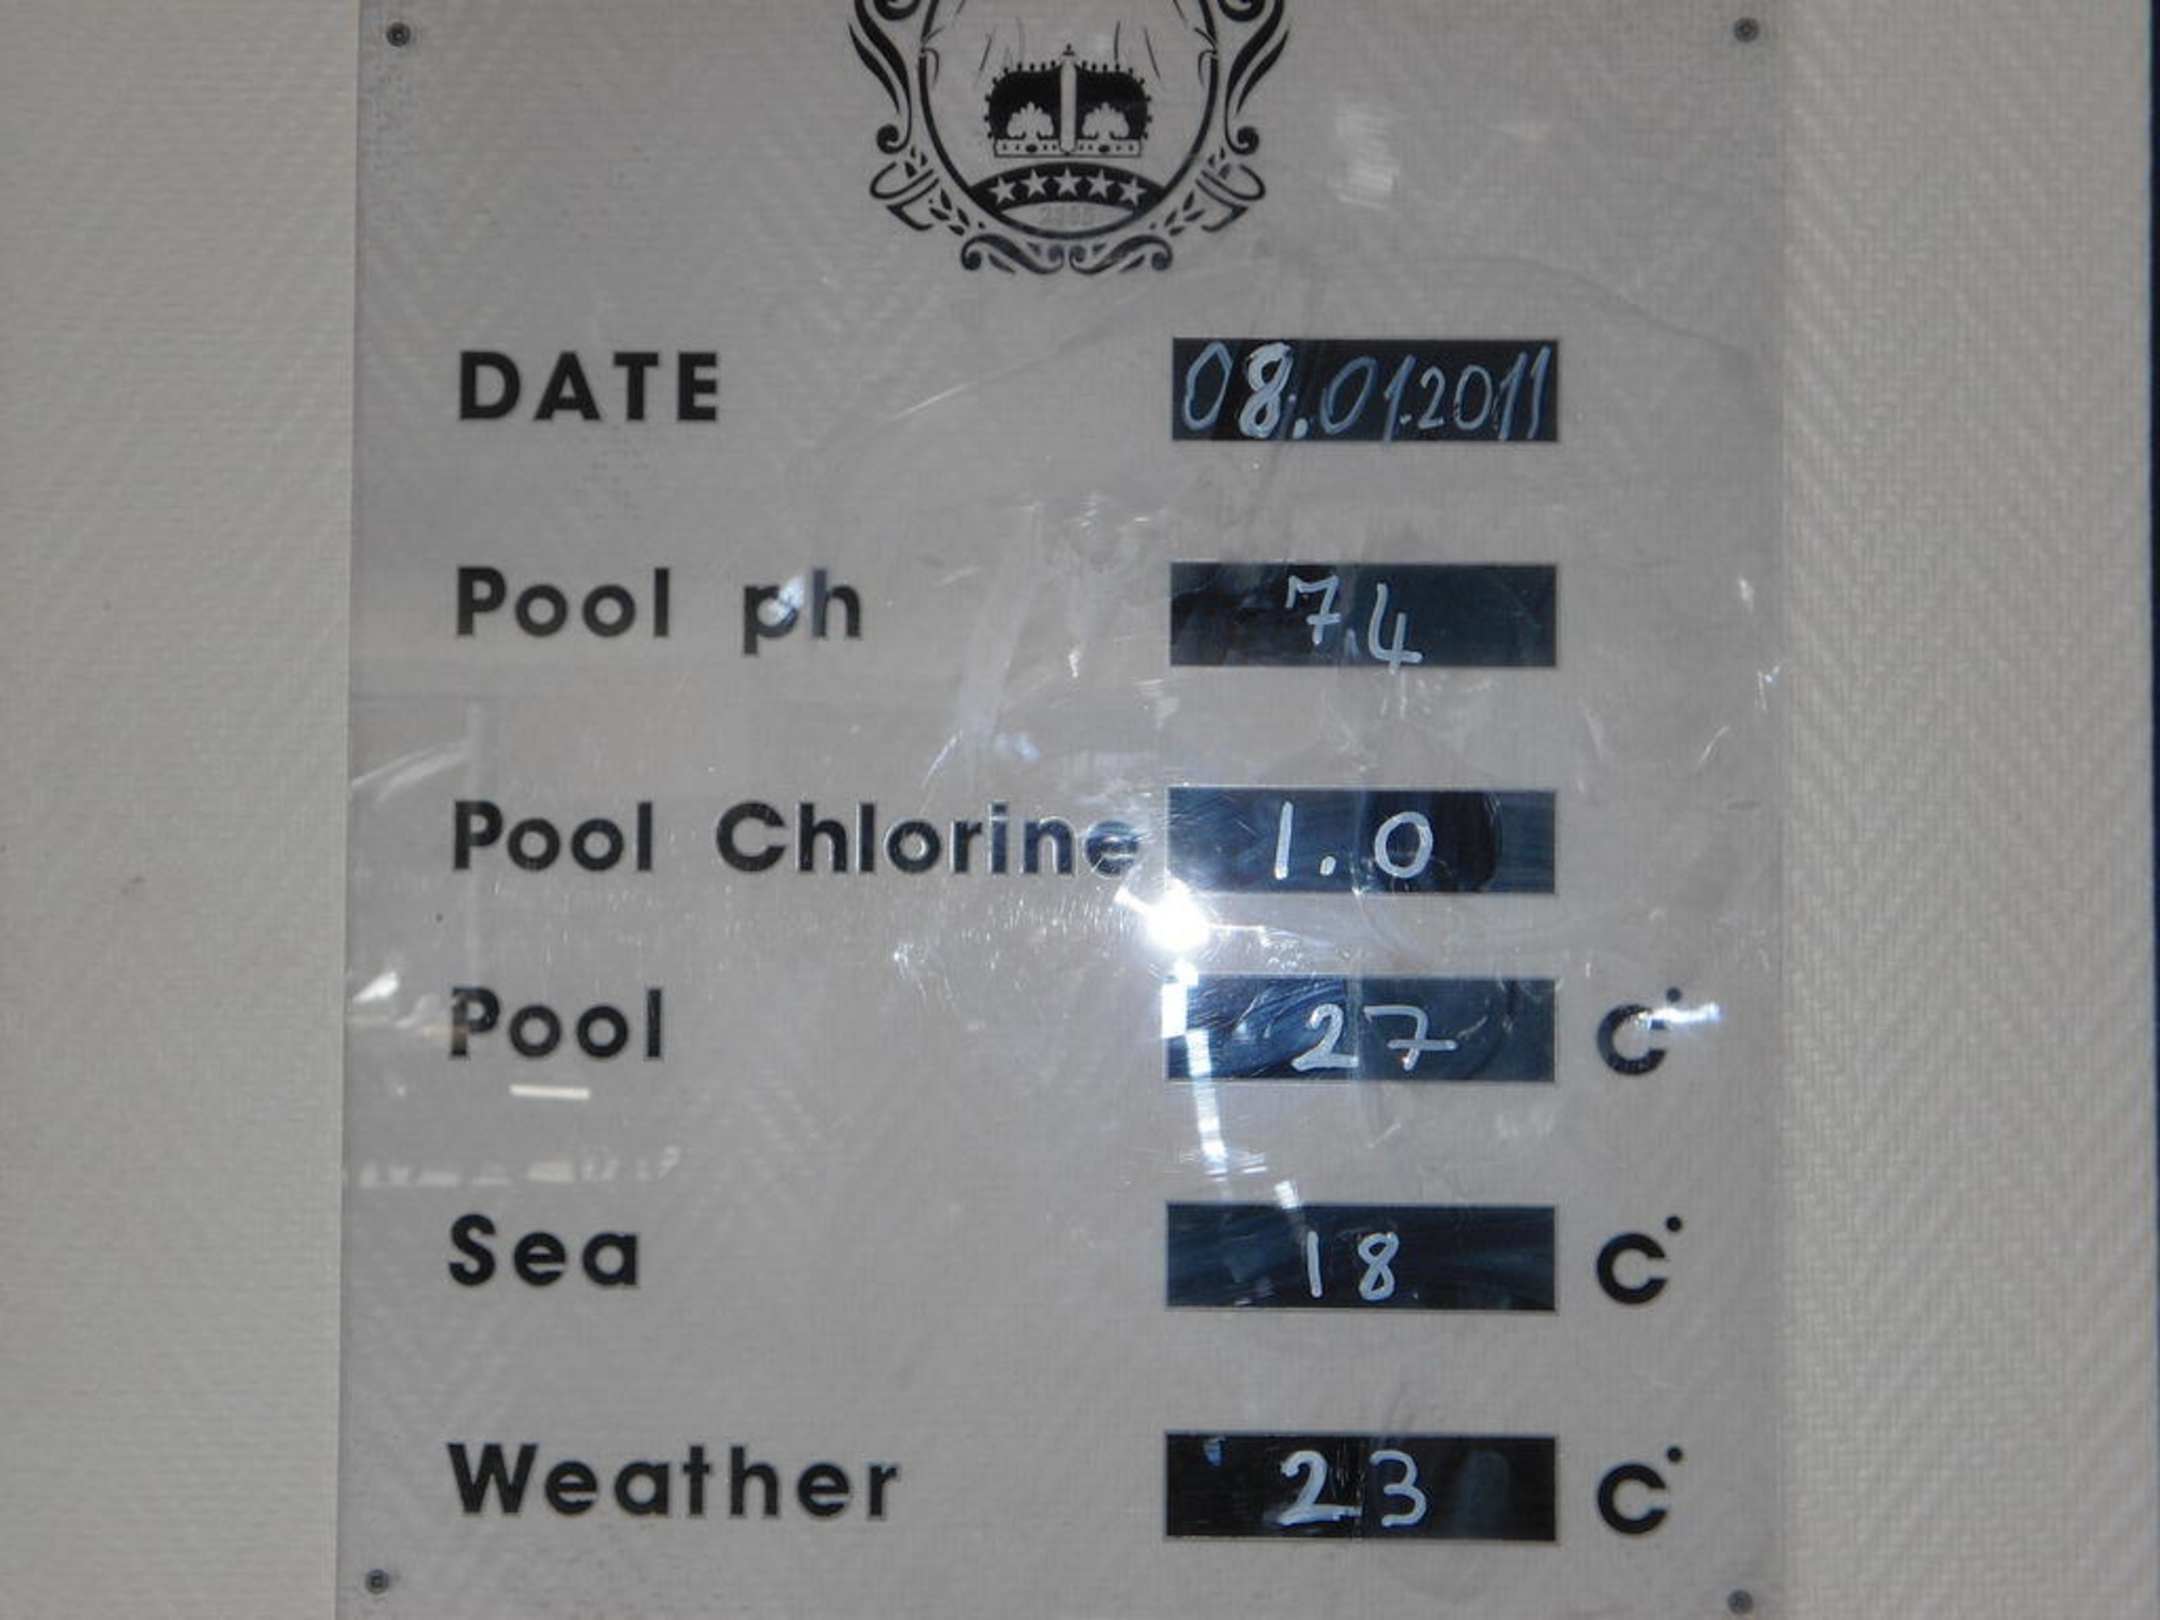 DATE 08.01.2011
Pool ph 7.4
Pool Chlorine 1.0
Pool 27 C°
Sea 18 C°
Weather 23 C°